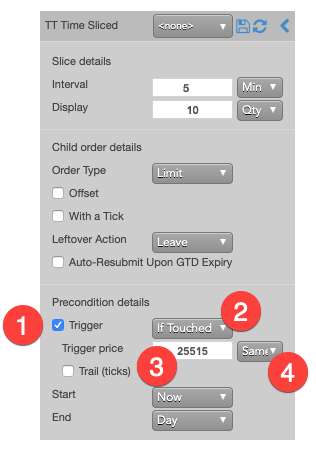 TT Time Sliced <none>
Slice details
Interval 5 Min
Display 10 Qty
Child order details
Order Type Limit
Offset
With a Tick
Leftover Action Leave
Auto-Resubmit Upon GTD Expiry
Precondition details
1 Trigger If Touched 2
Trigger price 25515 Same
Trail (ticks) 3 4
Start Now
End Day